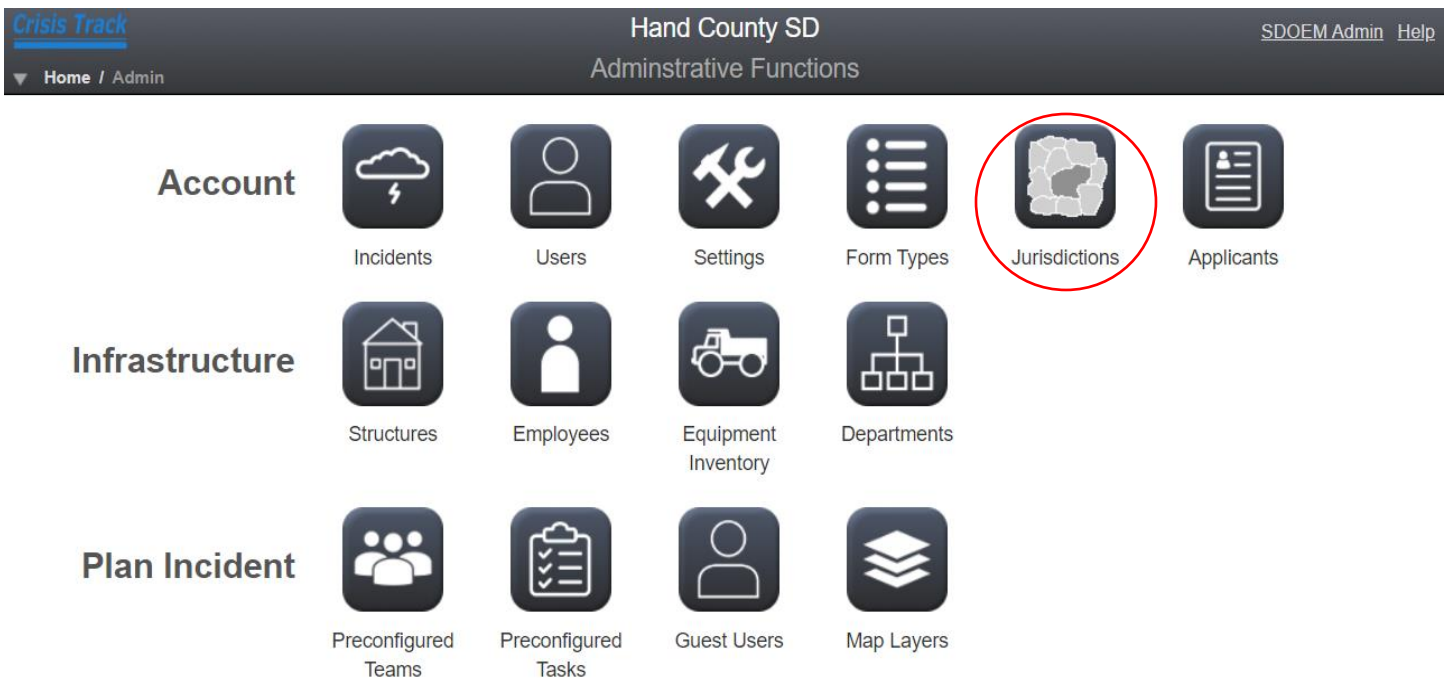 Crisis Track
Hand County SD
SDOEM Admin Help
Home / Admin
Adminstrative Functions
Account
Incidents
Users
Settings
Form Types
Jurisdictions
Applicants
Infrastructure
Structures
Employees
Equipment
Inventory
Departments
Plan Incident
Preconfigured
Teams
Preconfigured
Tasks
Guest Users
Map Layers